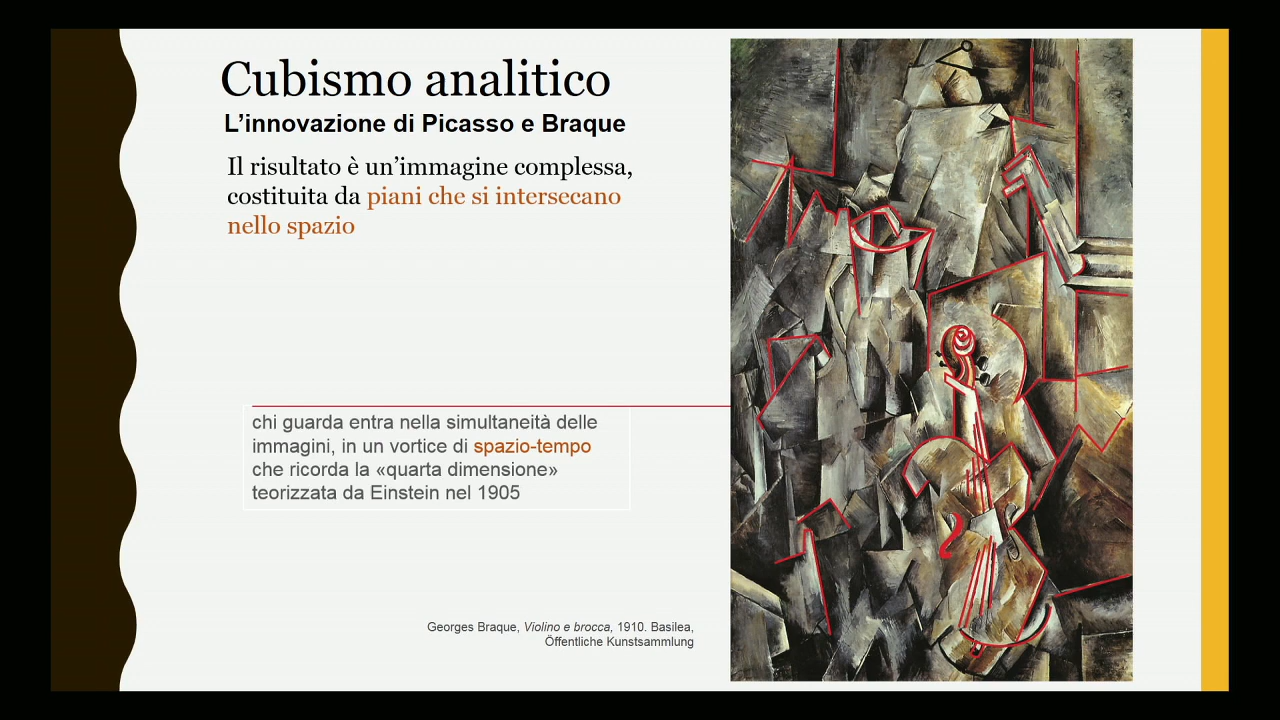 Cubismo analitico
L’innovazione di Picasso e Braque
Il risultato è un’immagine complessa,
costituita da piani che si intersecano
nello spazio
chi guarda entra nella simultaneità delle
immagini, in un vortice di spazio-tempo
che ricorda la «quarta dimensione»
teorizzata da Einstein nel 1905
Georges Braque, Violino e brocca, 1910. Basilea,
Öffentliche Kunstsammlung